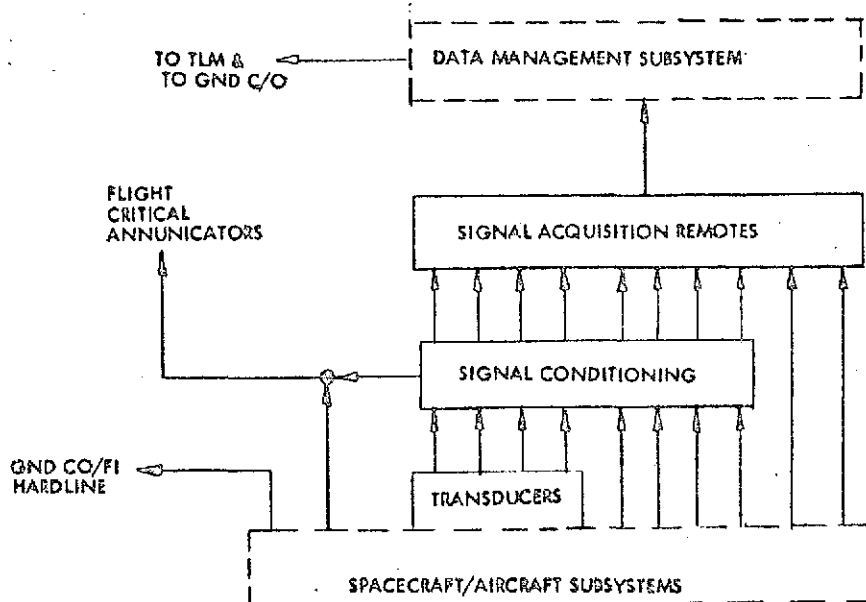 TO TLM &
TO GND C/O
DATA MANAGEMENT SUBSYSTEM
FLIGHT
CRITICAL
ANNUNICATORS
SIGNAL ACQUISITION REMOTES
SIGNAL CONDITIONING
GND CO/FI
HARDLINE
TRANSDUCERS
SPACECRAFT/AIRCRAFT SUBSYSTEMS